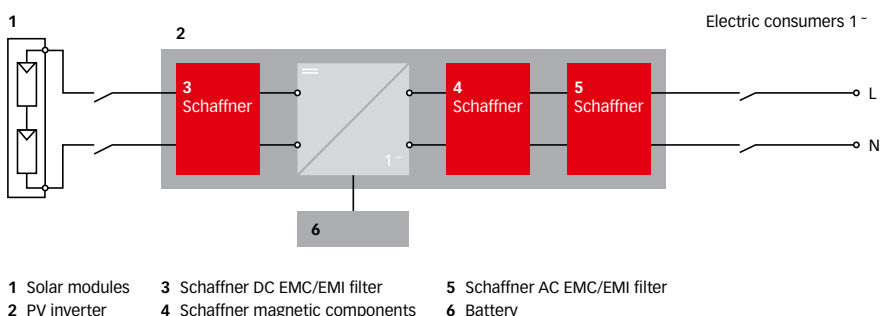 1
2
Electric consumers 1~
3
Schaffner
4
Schaffner
5
Schaffner
L
1~
N
6
1 Solar modules 3 Schaffner DC EMC/EMI filter 5 Schaffner AC EMC/EMI filter
2 PV inverter 4 Schaffner magnetic components 6 Battery